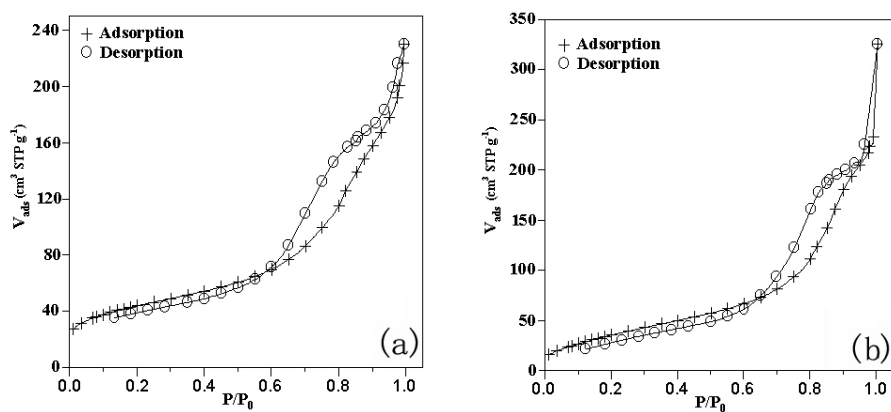 240
200
160
120
80
40
0
V_ads (cm³ STP g⁻¹)
Adsorption
Desorption
(a)
0.0 0.2 0.4 0.6 0.8 1.0
P/P₀
350
300
250
200
150
100
50
0
V_ads (cm³ STP g⁻¹)
Adsorption
Desorption
(b)
0.0 0.2 0.4 0.6 0.8 1.0
P/P₀